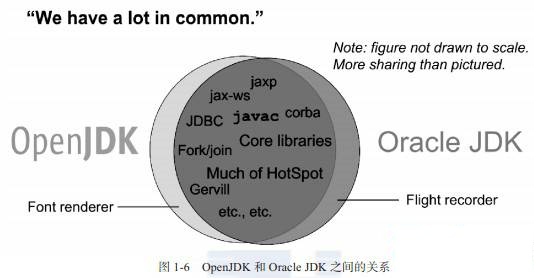 “We have a lot in common.”
Note: figure not drawn to scale.
More sharing than pictured.
jaxp
jax-ws
corba
JDBC
javac
OpenJDK
Core libraries
Oracle JDK
Fork/join
Much of HotSpot
Gervill
Font renderer
etc., etc.
Flight recorder
图 1-6 OpenJDK 和 Oracle JDK 之间的关系